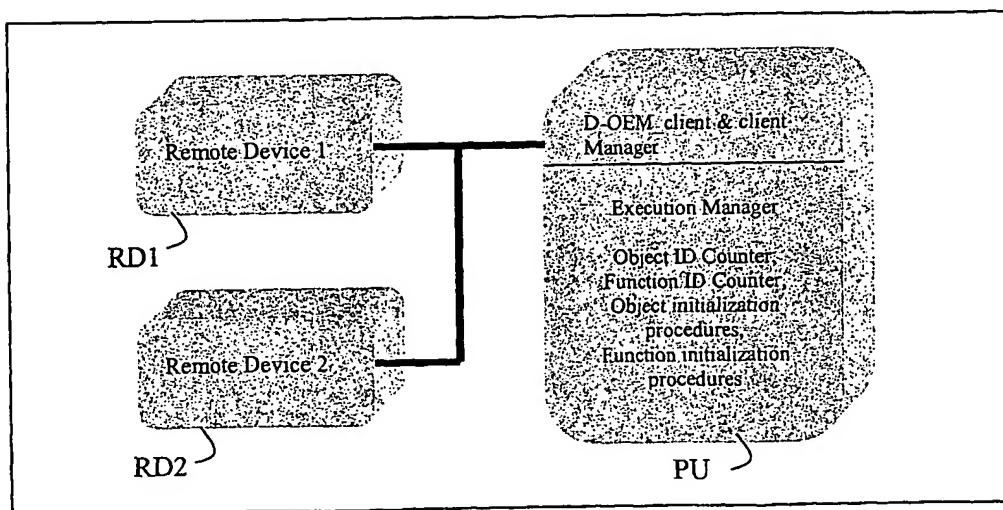 Remote Device 1
RD1
Remote Device 2
RD2
D-OEM client & client
Manager
Execution Manager
Object ID Counter,
Function ID Counter,
Object initialization
procedures
Function initialization
procedures
PU